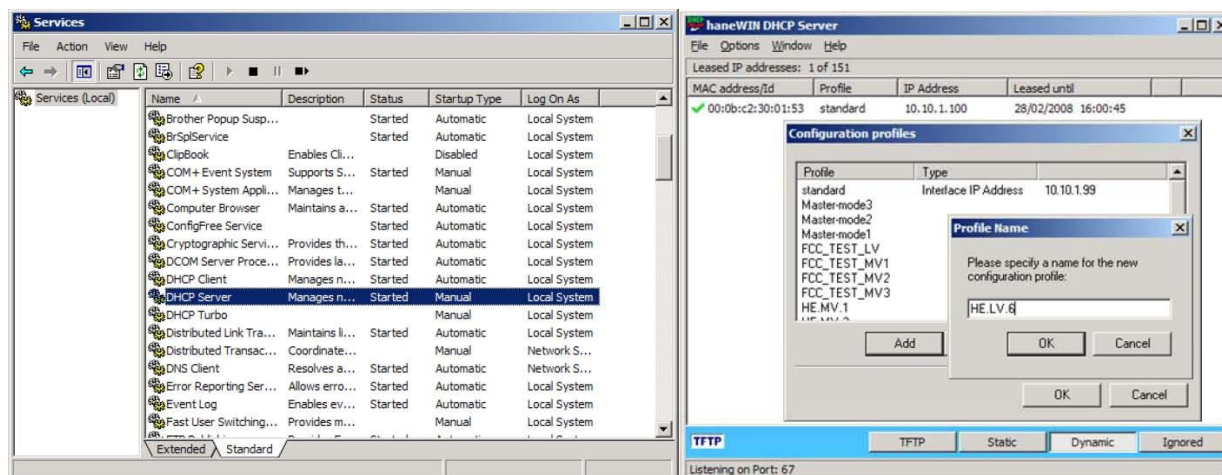 Services
File Action View Help
Services (Local)
Name Description Status Startup Type Log On As
Brother Popup Susp... Started Automatic Local System
BrSplService Started Automatic Local System
ClipBook Enables Cli... Disabled Local System
COM+ Event System Supports S... Started Manual Local System
COM+ System Appli... Manages t... Manual Local System
Computer Browser Maintains a... Started Automatic Local System
ConfigFree Service Started Automatic Local System
Cryptographic Servi... Provides th... Started Automatic Local System
DCOM Server Proce... Provides la... Started Automatic Local System
DHCP Client Manages n... Started Automatic Local System
DHCP Server Manages n... Started Manual Local System
DHCP Turbo Manual Local System
Distributed Link Tra... Maintains li... Started Automatic Local System
Distributed Transac... Coordinate... Manual Network S...
DNS Client Resolves a... Started Automatic Network S...
Error Reporting Ser... Allows erro... Started Automatic Local System
Event Log Enables ev... Started Automatic Local System
Fast User Switching... Provides m... Manual Local System
Extended Standard
haneWIN DHCP Server
File Options Window Help
Leased IP addresses: 1 of 151
MAC address/Id Profile IP Address Leased until
00:0b:c2:30:01:53 standard 10.10.1.100 28/02/2008 16:00:45
Configuration profiles
Profile Type
standard Interface IP Address 10.10.1.99
Master-mode3
Master-mode2
Master-mode1
FCC_TEST_LV
FCC_TEST_MV1
FCC_TEST_MV2
FCC_TEST_MV3
HE.MV.1
Add
Profile Name
Please specify a name for the new
configuration profile:
HE.LV.6
OK Cancel
OK Cancel
TFTP TFTP Static Dynamic Ignored
Listening on Port: 67